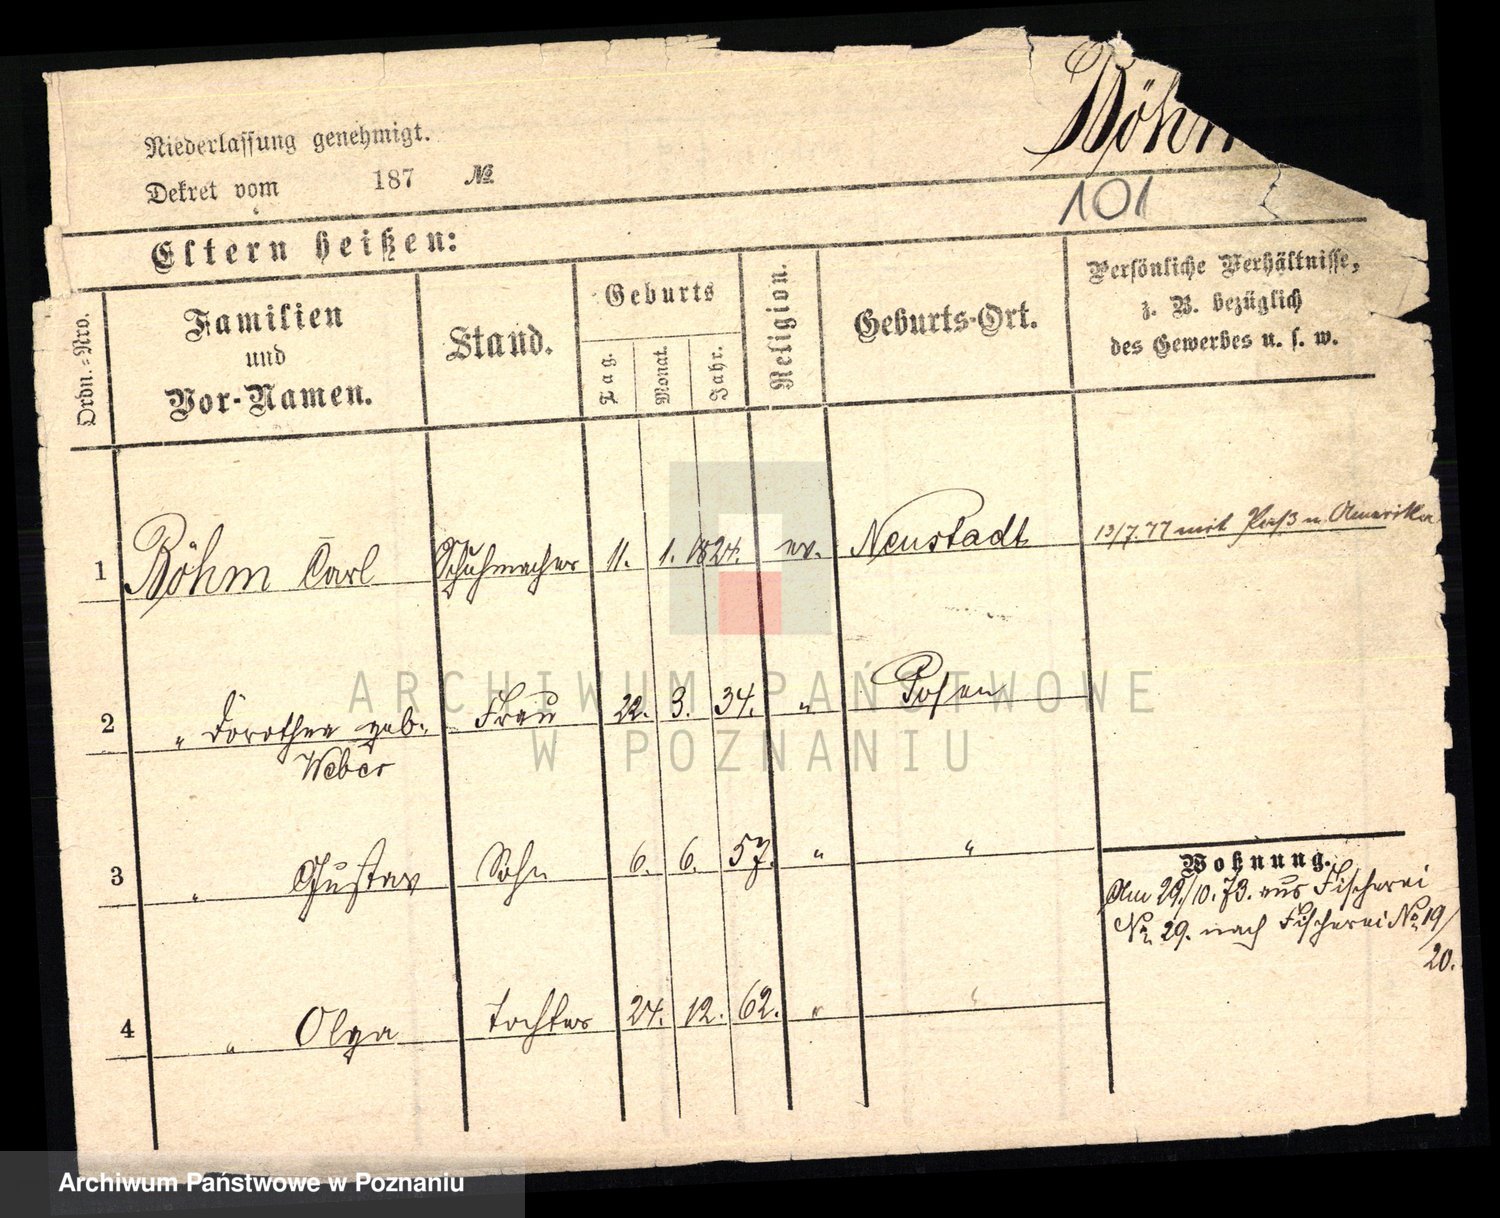 Böhm
Niederlassung genehmigt.
Dekret vom 187 №
101
Eltern heißen:
Ordn.-Nro.
Familien
und
Vor-Namen.
Stand.
Geburts
Tag.
Monat.
Jahr.
Religion.
Geburts-Ort.
Persönliche Verhältnisse,
z. B. bezüglich
des Gewerbes u. s. w.
1 Böhm Carl Schuhmacher 11. 1. 1824. ev. Neustadt 13/7.77 mit Paß n. Amerika
2 " Dorothea geb. Frau 22. 3. 34. " Posen
Weber
3 " Gustav Sohn 6. 6. 57. " "
Wohnung.
Am 29./10.73. aus Fischerei
No 29. nach Fischerei No 19/
20.
4 " Olga Tochter 24. 12. 62. " "
ARCHIWUM PAŃSTWOWE
W POZNANIU
Archiwum Państwowe w Poznaniu